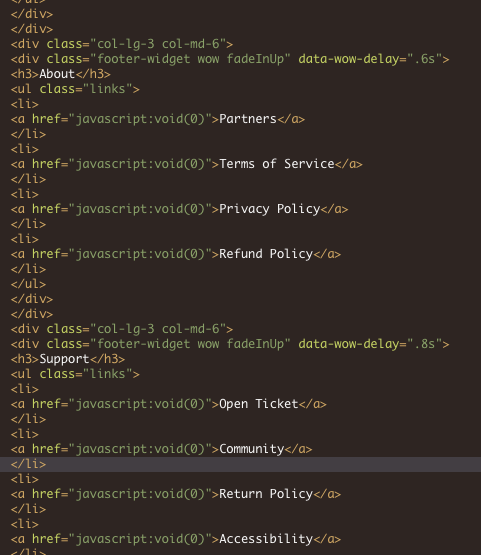 </ul>
</div>
</div>
<div class="col-lg-3 col-md-6">
<div class="footer-widget wow fadeInUp" data-wow-delay=".6s">
<h3>About</h3>
<ul class="links">
<li>
<a href="javascript:void(0)">Partners</a>
</li>
<li>
<a href="javascript:void(0)">Terms of Service</a>
</li>
<li>
<a href="javascript:void(0)">Privacy Policy</a>
</li>
<li>
<a href="javascript:void(0)">Refund Policy</a>
</li>
</ul>
</div>
</div>
<div class="col-lg-3 col-md-6">
<div class="footer-widget wow fadeInUp" data-wow-delay=".8s">
<h3>Support</h3>
<ul class="links">
<li>
<a href="javascript:void(0)">Open Ticket</a>
</li>
<li>
<a href="javascript:void(0)">Community</a>
</li>
<li>
<a href="javascript:void(0)">Return Policy</a>
</li>
<li>
<a href="javascript:void(0)">Accessibility</a>
</li>